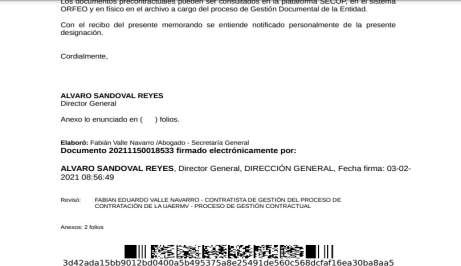 Los documentos precontractuales pueden ser consultados en la plataforma SECOP, en el sistema
ORFEO y en físico en el archivo a cargo del proceso de Gestión Documental de la Entidad.
Con el recibo del presente memorando se entiende notificado personalmente de la presente
designación.
Cordialmente,
ALVARO SANDOVAL REYES
Director General
Anexo lo enunciado en ( ) folios.
Elaboró: Fabián Valle Navarro /Abogado - Secretaría General
Documento 20211150018533 firmado electrónicamente por:
ALVARO SANDOVAL REYES, Director General, DIRECCIÓN GENERAL, Fecha firma: 03-02-
2021 08:56:49
Revisó: FABIAN EDUARDO VALLE NAVARRO - CONTRATISTA DE GESTIÓN DEL PROCESO DE
CONTRATACIÓN DE LA UAERMV - PROCESO DE GESTIÓN CONTRACTUAL
Anexos: 2 folios
3d42ada15bb9012bd0400a5b495375a8e25491de560c568dcfaf16ea30ba8aa5